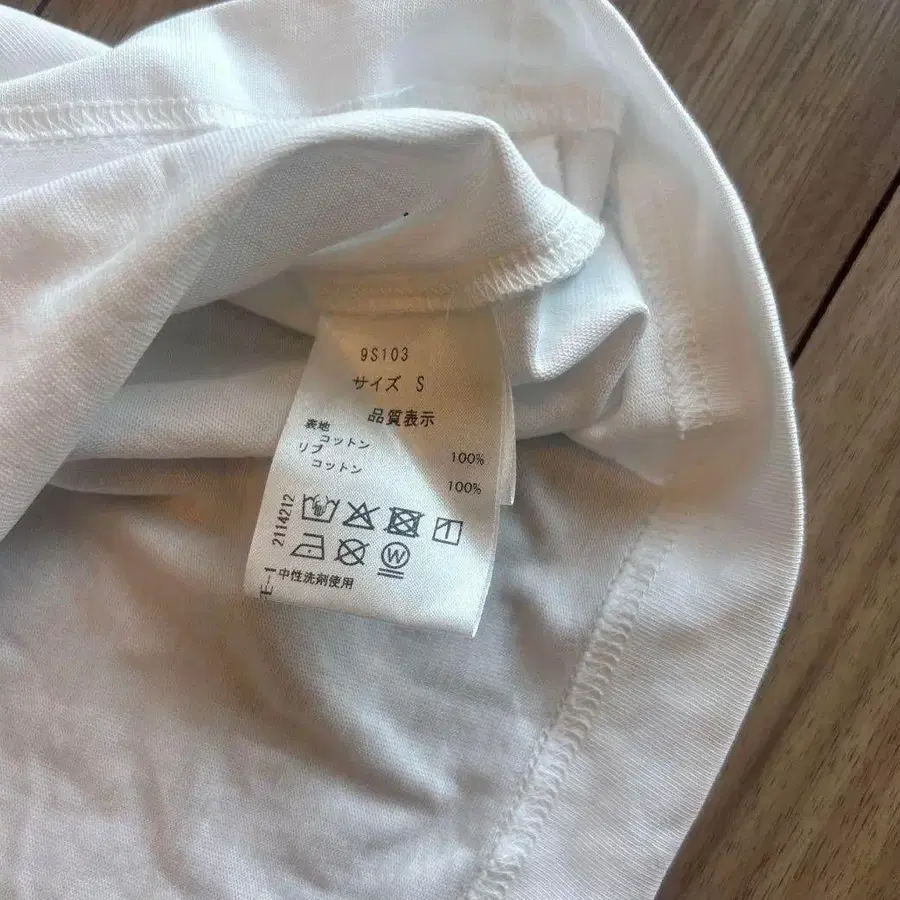 9S103
サイズ S
品質表示
表地
コットン 100%
リブ
コットン 100%
2114212
W
中性洗剤使用